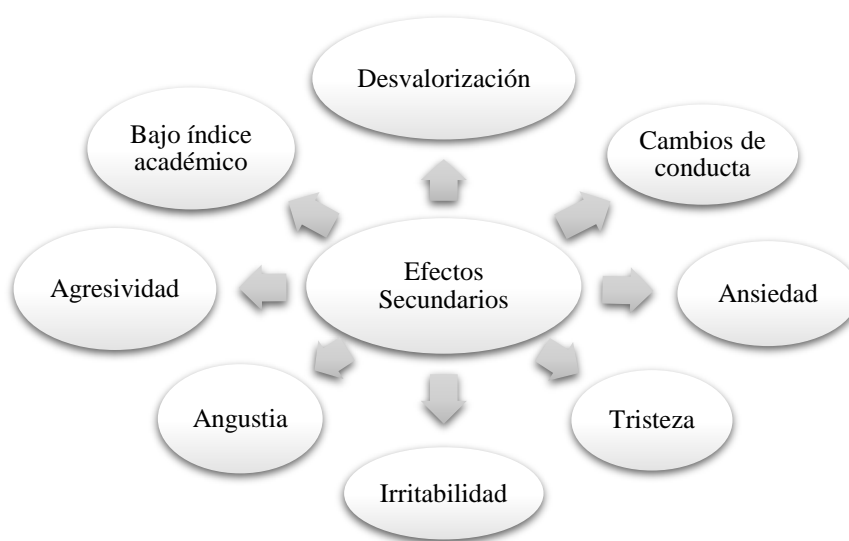 Desvalorización
Bajo índice
académico
Cambios de
conducta
Efectos
Secundarios
Agresividad
Ansiedad
Angustia
Tristeza
Irritabilidad